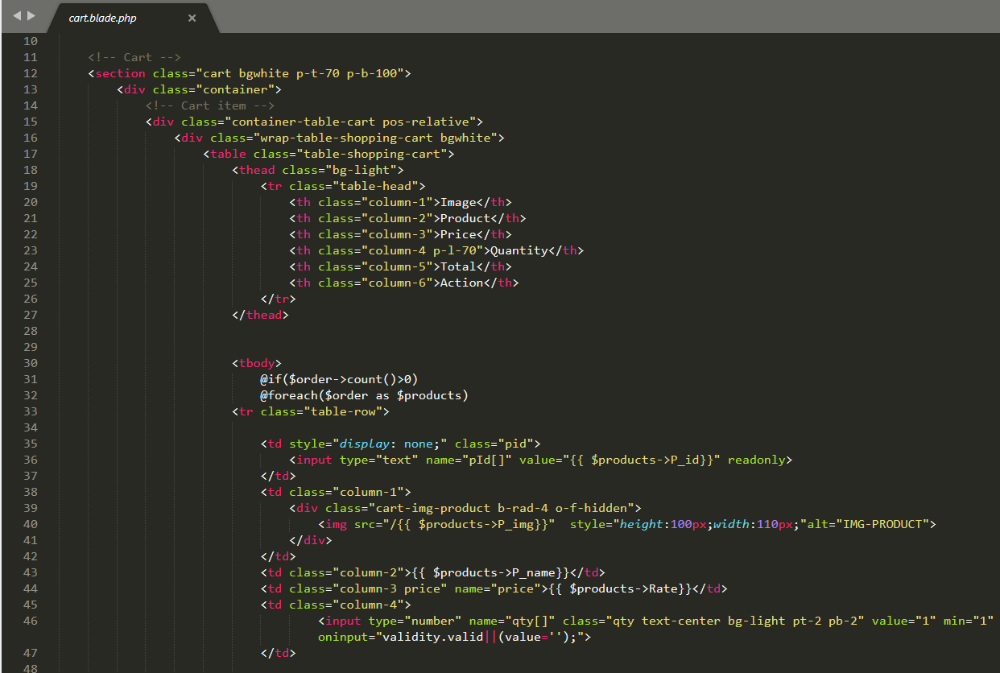 cart.blade.php ×
10
11 <!-- Cart -->
12 <section class="cart bgwhite p-t-70 p-b-100">
13 <div class="container">
14 <!-- Cart item -->
15 <div class="container-table-cart pos-relative">
16 <div class="wrap-table-shopping-cart bgwhite">
17 <table class="table-shopping-cart">
18 <thead class="bg-light">
19 <tr class="table-head">
20 <th class="column-1">Image</th>
21 <th class="column-2">Product</th>
22 <th class="column-3">Price</th>
23 <th class="column-4 p-l-70">Quantity</th>
24 <th class="column-5">Total</th>
25 <th class="column-6">Action</th>
26 </tr>
27 </thead>
28
29
30 <tbody>
31 @if($order->count()>0)
32 @foreach($order as $products)
33 <tr class="table-row">
34
35 <td style="display: none;" class="pid">
36 <input type="text" name="pId[]" value="{{ $products->P_id}}" readonly>
37 </td>
38 <td class="column-1">
39 <div class="cart-img-product b-rad-4 o-f-hidden">
40 <img src="/{{ $products->P_img}}"  style="height:100px;width:110px;"alt="IMG-PRODUCT">
41 </div>
42 </td>
43 <td class="column-2">{{ $products->P_name}}</td>
44 <td class="column-3 price" name="price">{{ $products->Rate}}</td>
45 <td class="column-4">
46 <input type="number" name="qty[]" class="qty text-center bg-light pt-2 pb-2" value="1" min="1"
oninput="validity.valid||(value='');">
47 </td>
48